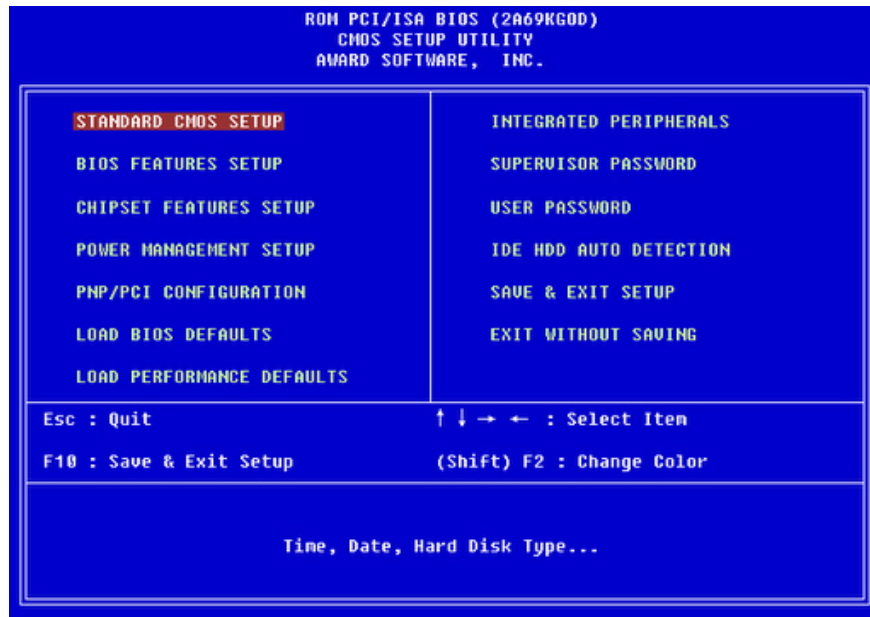 ROM PCI/ISA BIOS (2A69KG0D)
CMOS SETUP UTILITY
AWARD SOFTWARE, INC.
STANDARD CMOS SETUP
BIOS FEATURES SETUP
CHIPSET FEATURES SETUP
POWER MANAGEMENT SETUP
PNP/PCI CONFIGURATION
LOAD BIOS DEFAULTS
LOAD PERFORMANCE DEFAULTS
INTEGRATED PERIPHERALS
SUPERVISOR PASSWORD
USER PASSWORD
IDE HDD AUTO DETECTION
SAVE & EXIT SETUP
EXIT WITHOUT SAVING
Esc : Quit
↑ ↓ → ← : Select Item
F10 : Save & Exit Setup
(Shift) F2 : Change Color
Time, Date, Hard Disk Type...